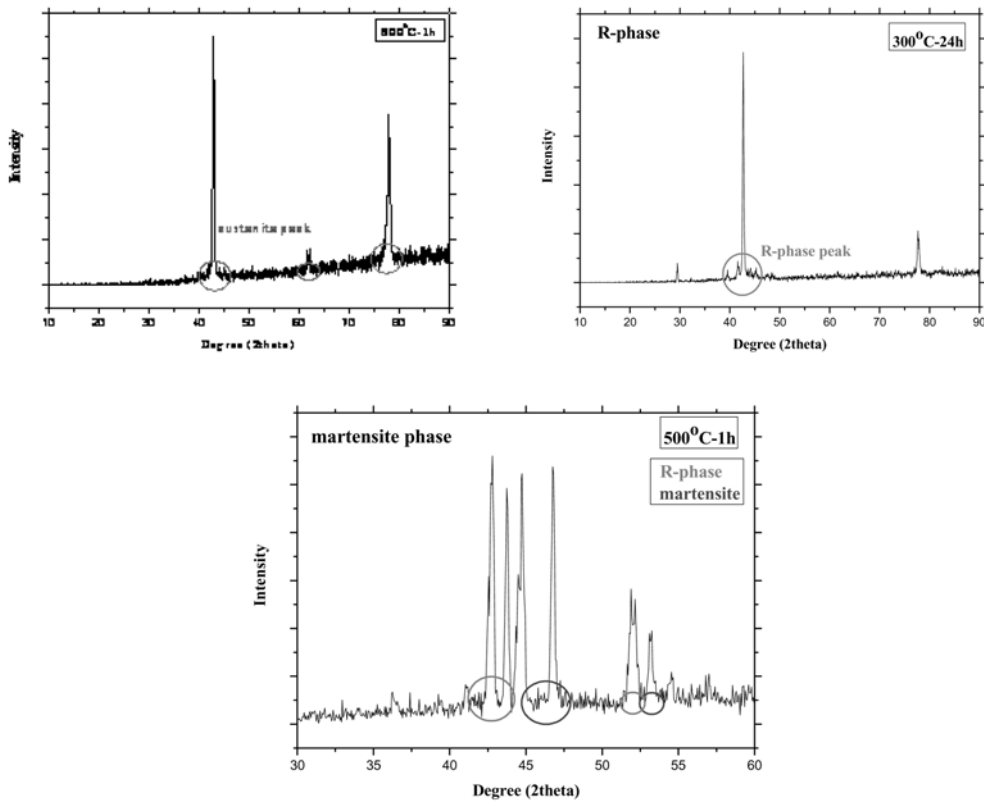 Intensity
austenite peak
10 20 30 40 50 60 70 80 90
Degree (2theta)
R-phase
300°C-24h
Intensity
R-phase peak
10 20 30 40 50 60 70 80 90
Degree (2theta)
martensite phase
500°C-1h
R-phase
martensite
Intensity
30 35 40 45 50 55 60
Degree (2theta)